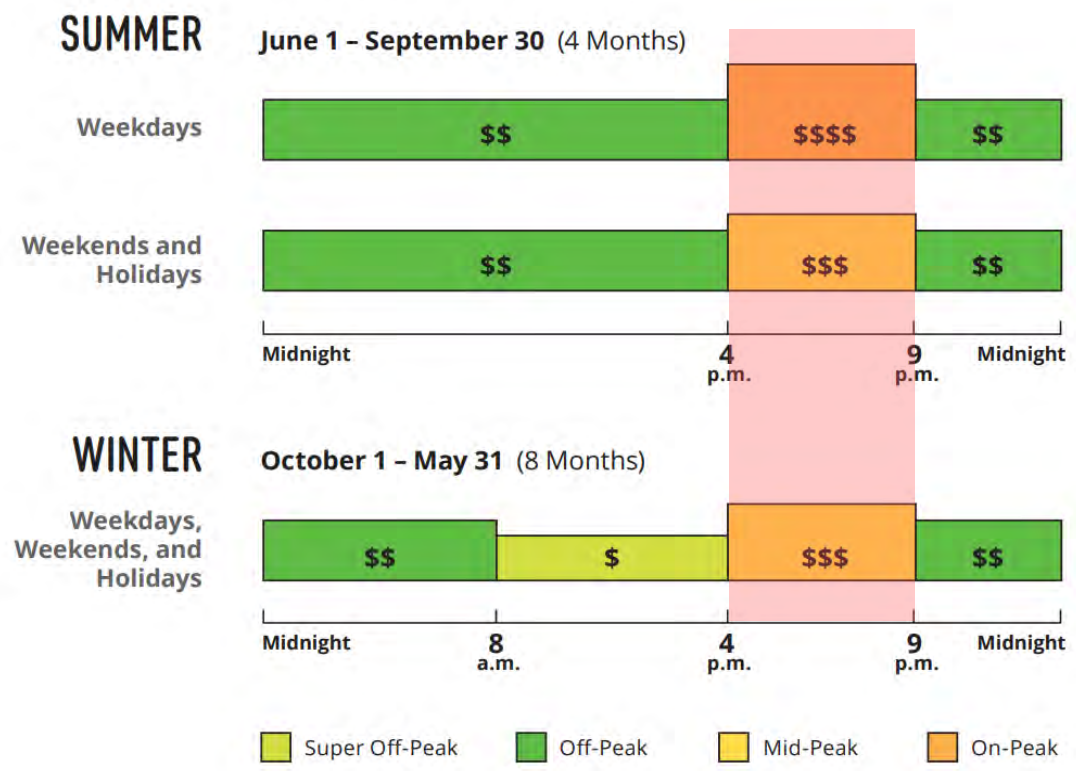 SUMMER
June 1 – September 30 (4 Months)
Weekdays
$$
$$$$
$$
Weekends and
Holidays
$$
$$$
$$
Midnight
4
p.m.
9
p.m.
Midnight
WINTER
October 1 – May 31 (8 Months)
Weekdays,
Weekends, and
Holidays
$$
$
$$$
$$
Midnight
8
a.m.
4
p.m.
9
p.m.
Midnight
Super Off-Peak
Off-Peak
Mid-Peak
On-Peak